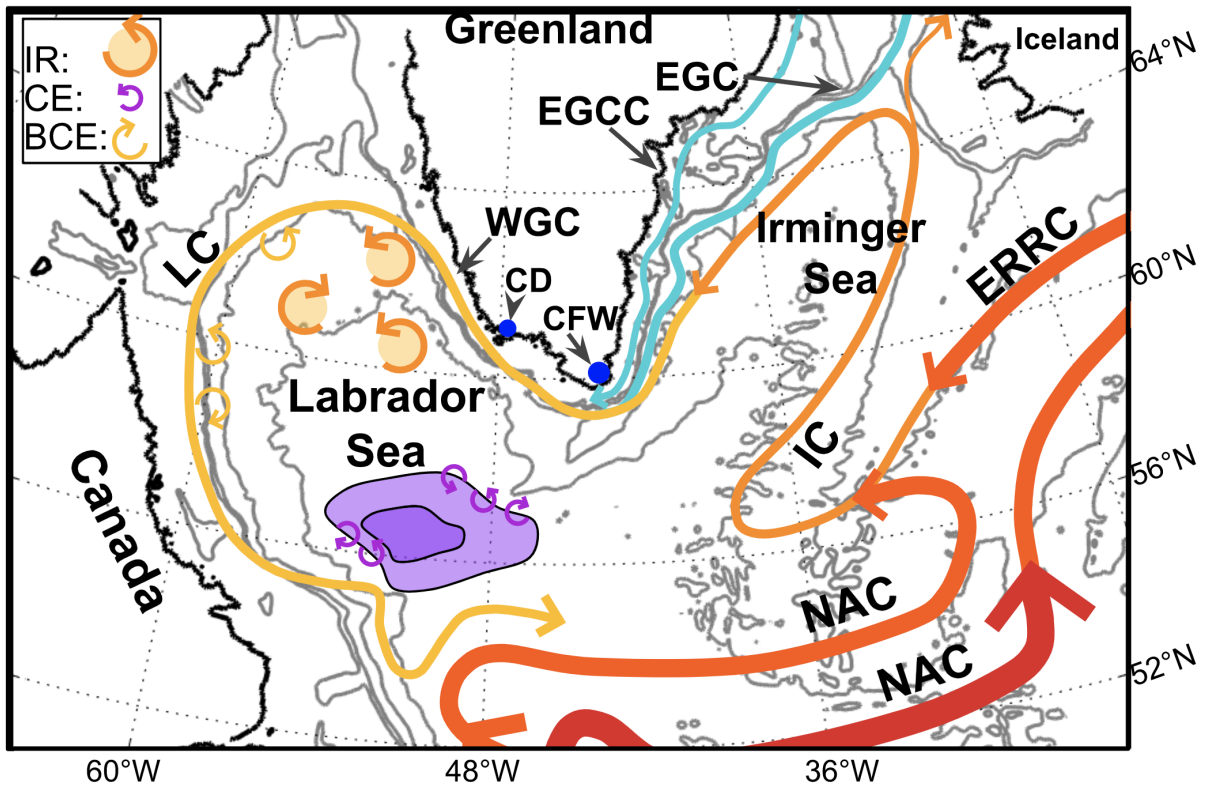 Greenland
Iceland
IR:
CE:
BCE:
EGC
EGCC
64°N
WGC
LC
Irminger
Sea
ERRC
60°N
CD
CFW
Labrador
Sea
IC
56°N
Canada
NAC
NAC
52°N
60°W
48°W
36°W